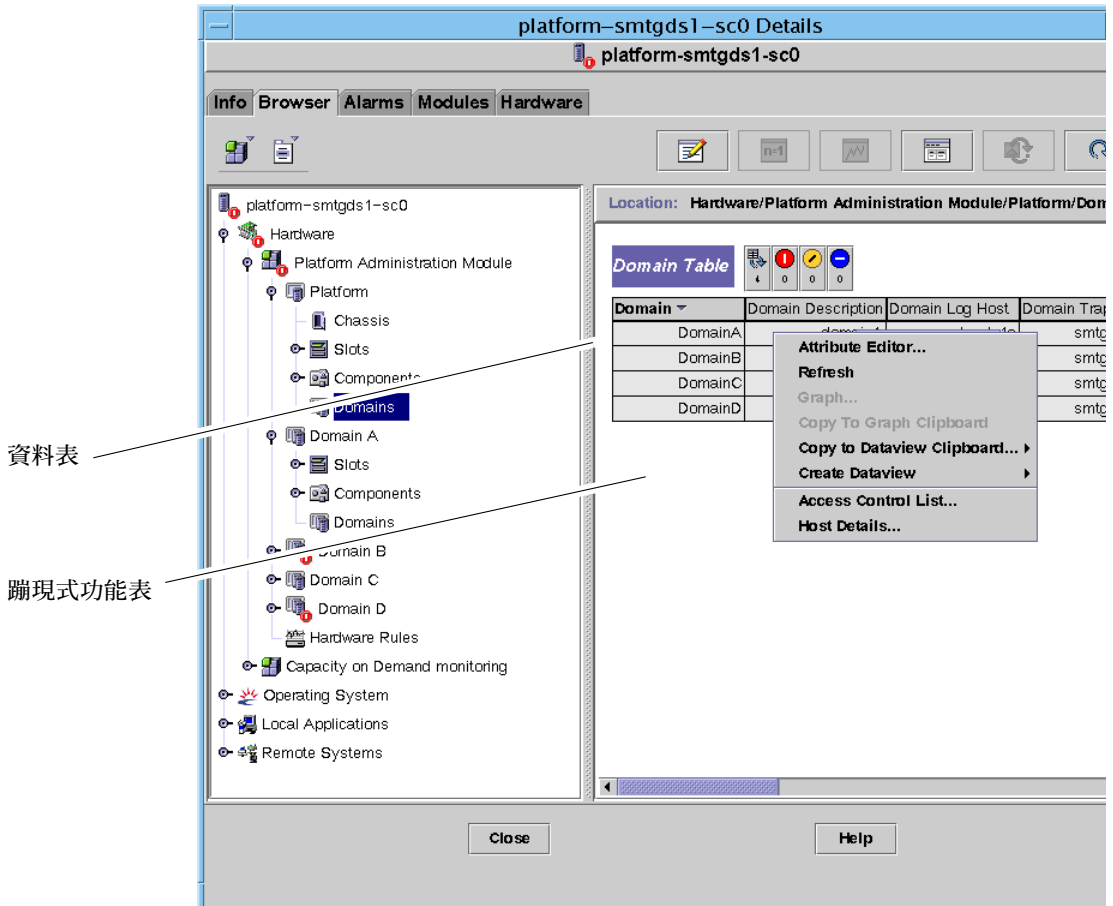 platform–smtgds1–sc0 Details
platform-smtgds1-sc0
Info Browser Alarms Modules Hardware
n=1
platform–smtgds1–sc0
Hardware
Platform Administration Module
Platform
Chassis
Slots
Components
Domains
Domain A
Slots
Components
Domains
Domain B
Domain C
Domain D
Hardware Rules
Capacity on Demand monitoring
Operating System
Local Applications
Remote Systems
Location: Hardware/Platform Administration Module/Platform/Dom
Domain Table
4 0 0 0
Domain Domain Description Domain Log Host Domain Trap
DomainA smtg
DomainB smtg
DomainC smtg
DomainD smtg
Attribute Editor...
Refresh
Graph...
Copy To Graph Clipboard
Copy to Dataview Clipboard...
Create Dataview
Access Control List...
Host Details...
資料表
蹦現式功能表
Close Help